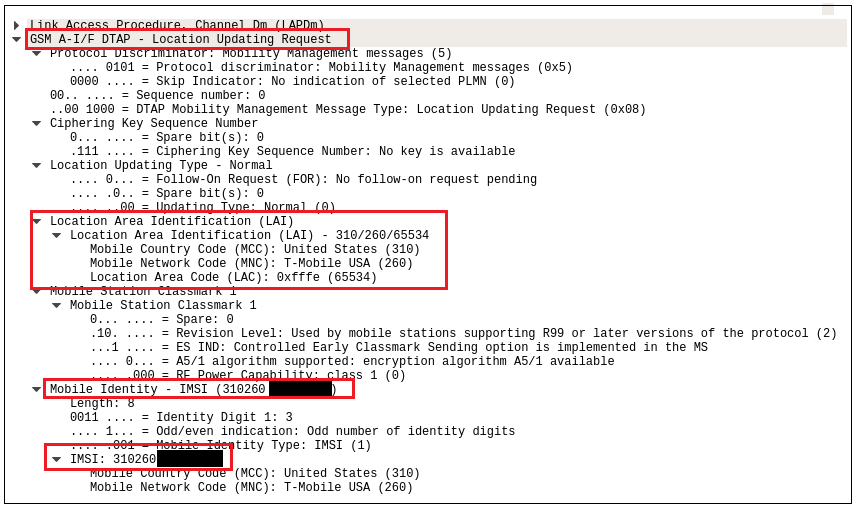 Link Access Procedure, Channel Dm (LAPDm)
GSM A-I/F DTAP - Location Updating Request
Protocol Discriminator: Mobility Management messages (5)
.... 0101 = Protocol discriminator: Mobility Management messages (0x5)
0000 .... = Skip Indicator: No indication of selected PLMN (0)
00.. .... = Sequence number: 0
..00 1000 = DTAP Mobility Management Message Type: Location Updating Request (0x08)
Ciphering Key Sequence Number
0... .... = Spare bit(s): 0
.111 .... = Ciphering Key Sequence Number: No key is available
Location Updating Type - Normal
.... 0... = Follow-On Request (FOR): No follow-on request pending
.... .0.. = Spare bit(s): 0
.... ..00 = Updating Type: Normal (0)
Location Area Identification (LAI)
Location Area Identification (LAI) - 310/260/65534
Mobile Country Code (MCC): United States (310)
Mobile Network Code (MNC): T-Mobile USA (260)
Location Area Code (LAC): 0xfffe (65534)
Mobile Station Classmark 1
Mobile Station Classmark 1
0... .... = Spare: 0
.10. .... = Revision Level: Used by mobile stations supporting R99 or later versions of the protocol (2)
...1 .... = ES IND: Controlled Early Classmark Sending option is implemented in the MS
.... 0... = A5/1 algorithm supported: encryption algorithm A5/1 available
.... .000 = RF Power Capability: class 1 (0)
Mobile Identity - IMSI (310260 )
Length: 8
0011 .... = Identity Digit 1: 3
.... 1... = Odd/even indication: Odd number of identity digits
.... .001 = Mobile Identity Type: IMSI (1)
IMSI: 310260
Mobile Country Code (MCC): United States (310)
Mobile Network Code (MNC): T-Mobile USA (260)